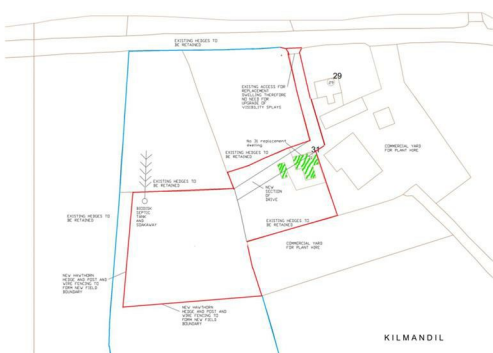 EXISTING HEDGES TO
BE RETAINED
29
EXISTING ACCESS FOR
REPLACEMENT
DWELLING THEREFORE
NO NEED FOR
UPGRADE OF
VISIBILITY SPLAYS
No 31 replacement
dwelling
31
COMMERCIAL YARD
FOR PLANT HIRE
EXISTING HEDGES TO
BE RETAINED
EXISTING HEDGES TO
BE RETAINED
NEW
SECTION
OF
DRIVE
BIODISK
SEPTIC
TANK
AND
SOAKAWAY
EXISTING HEDGES TO
BE RETAINED
EXISTING HEDGES TO
BE RETAINED
COMMERCIAL YARD
FOR PLANT HIRE
NEW HAWTHORN
HEDGE AND POST AND
WIRE FENCING TO
FORM NEW FIELD
BOUNDARY
NEW HAWTHORN
HEDGE AND POST AND
WIRE FENCING TO
FORM NEW FIELD
BOUNDARY
KILMANDIL